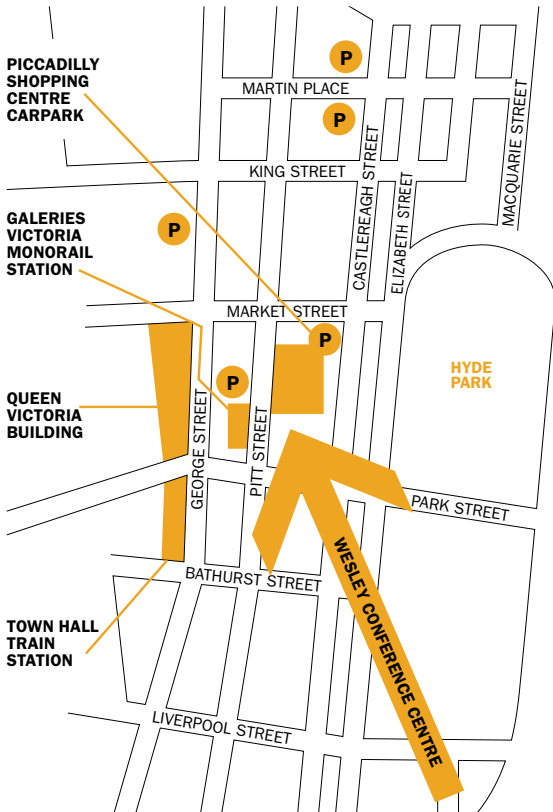 P
PICCADILLY
SHOPPING
CENTRE
CARPARK
MARTIN PLACE
P
KING STREET
MACQUARIE STREET
CASTLEREAGH STREET
ELIZABETH STREET
GALERIES
VICTORIA
MONORAIL
STATION
P
MARKET STREET
P
HYDE
PARK
P
QUEEN
VICTORIA
BUILDING
GEORGE STREET
PITT STREET
PARK STREET
BATHURST STREET
WESLEY CONFERENCE CENTRE
TOWN HALL
TRAIN
STATION
LIVERPOOL STREET